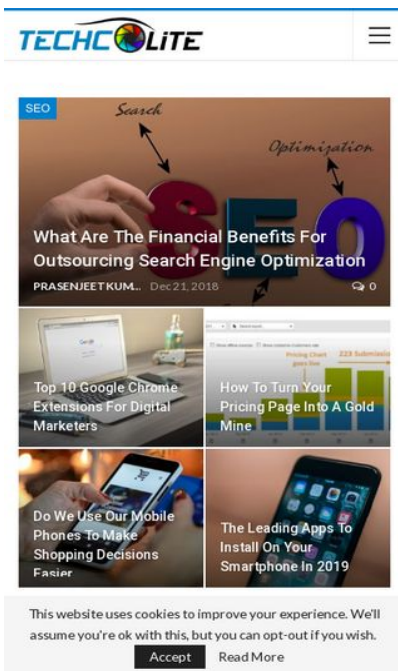 TECHCOLITE
SEO
Search
Optimization
What Are The Financial Benefits For
Outsourcing Search Engine Optimization
PRASENJEET KUM... Dec 21, 2018 0
Top 10 Google Chrome
Extensions For Digital
Marketers
Pricing Chart
goes live
223 Submissio
How To Turn Your
Pricing Page Into A Gold
Mine
Do We Use Our Mobile
Phones To Make
Shopping Decisions
Easier
The Leading Apps To
Install On Your
Smartphone In 2019
This website uses cookies to improve your experience. We'll
assume you're ok with this, but you can opt-out if you wish.
Accept Read More